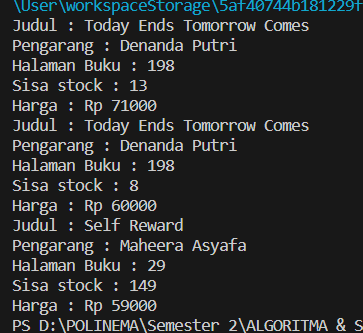 \User\workspaceStorage\5af40744b181229f
Judul : Today Ends Tomorrow Comes
Pengarang : Denanda Putri
Halaman Buku : 198
Sisa stock : 13
Harga : Rp 71000
Judul : Today Ends Tomorrow Comes
Pengarang : Denanda Putri
Halaman Buku : 198
Sisa stock : 8
Harga : Rp 60000
Judul : Self Reward
Pengarang : Maheera Asyafa
Halaman Buku : 29
Sisa stock : 149
Harga : Rp 59000
PS D:\POLINEMA\Semester 2\ALGORITMA & S